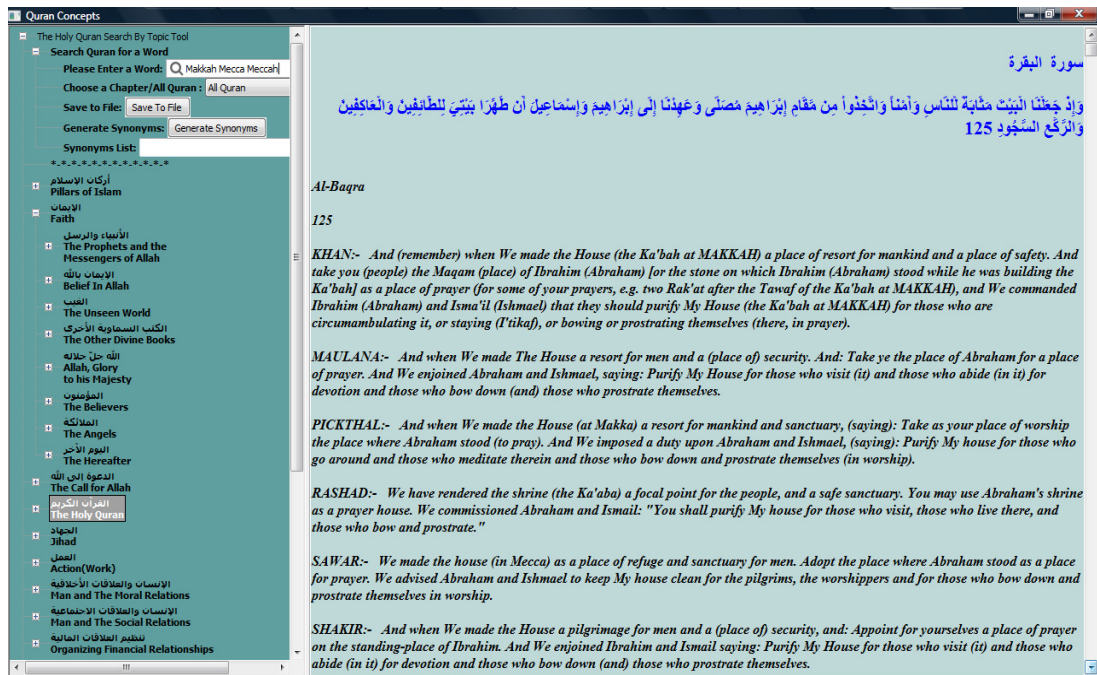 Quran Concepts
The Holy Quran Search By Topic Tool
Search Quran for a Word
Please Enter a Word: Makkah Mecca Meccah
Choose a Chapter/All Quran : All Quran
Save to File: Save To File
Generate Synonyms: Generate Synonyms
Synonyms List:
*-*-*-*-*-*-*-*-*-*-*-*
أركان الإسلام
Pillars of Islam
الإيمان
Faith
الأنبياء والرسل
The Prophets and the
Messengers of Allah
الإيمان بالله
Belief In Allah
الغيب
The Unseen World
الكتب السماوية الأخرى
The Other Divine Books
الله جلّ جلاله
Allah, Glory
to his Majesty
المؤمنون
The Believers
الملائكة
The Angels
اليوم الآخر
The Hereafter
الدعوة إلى الله
The Call for Allah
القرآن الكريم
The Holy Quran
الجهاد
Jihad
العمل
Action(Work)
الإنسان والعلاقات الأخلاقية
Man and The Moral Relations
الإنسان والعلاقات الاجتماعية
Man and The Social Relations
تنظيم العلاقات المالية
Organizing Financial Relationships
سورة البقرة
وَإِذْ جَعَلْنَا الْبَيْتَ مَثَابَةً لِّلنَّاسِ وَأَمْناً وَاتَّخِذُواْ مِن مَّقَامِ إِبْرَاهِيمَ مُصَلًّى وَعَهِدْنَا إِلَى إِبْرَاهِيمَ وَإِسْمَاعِيلَ أَن طَهِّرَا بَيْتِيَ لِلطَّائِفِينَ وَالْعَاكِفِينَ
وَالرُّكَّعِ السُّجُودِ 125
Al-Baqra
125
KHAN:- And (remember) when We made the House (the Ka'bah at MAKKAH) a place of resort for mankind and a place of safety. And
take you (people) the Maqam (place) of Ibrahim (Abraham) [or the stone on which Ibrahim (Abraham) stood while he was building the
Ka'bah] as a place of prayer (for some of your prayers, e.g. two Rak'at after the Tawaf of the Ka'bah at MAKKAH), and We commanded
Ibrahim (Abraham) and Isma'il (Ishmael) that they should purify My House (the Ka'bah at MAKKAH) for those who are
circumambulating it, or staying (I'tikaf), or bowing or prostrating themselves (there, in prayer).
MAULANA:- And when We made The House a resort for men and a (place of) security. And: Take ye the place of Abraham for a place
of prayer. And We enjoined Abraham and Ishmael, saying: Purify My House for those who visit (it) and those who abide (in it) for
devotion and those who bow down (and) those who prostrate themselves.
PICKTHAL:- And when We made the House (at Makka) a resort for mankind and sanctuary, (saying): Take as your place of worship
the place where Abraham stood (to pray). And We imposed a duty upon Abraham and Ishmael, (saying): Purify My house for those who
go around and those who meditate therein and those who bow down and prostrate themselves (in worship).
RASHAD:- We have rendered the shrine (the Ka'aba) a focal point for the people, and a safe sanctuary. You may use Abraham's shrine
as a prayer house. We commissioned Abraham and Ismail: "You shall purify My house for those who visit, those who live there, and
those who bow and prostrate."
SAWAR:- We made the house (in Mecca) as a place of refuge and sanctuary for men. Adopt the place where Abraham stood as a place
for prayer. We advised Abraham and Ishmael to keep My house clean for the pilgrims, the worshippers and for those who bow down and
prostrate themselves in worship.
SHAKIR:- And when We made the House a pilgrimage for men and a (place of) security, and: Appoint for yourselves a place of prayer
on the standing-place of Ibrahim. And We enjoined Ibrahim and Ismail saying: Purify My House for those who visit (it) and those who
abide (in it) for devotion and those who bow down (and) those who prostrate themselves.